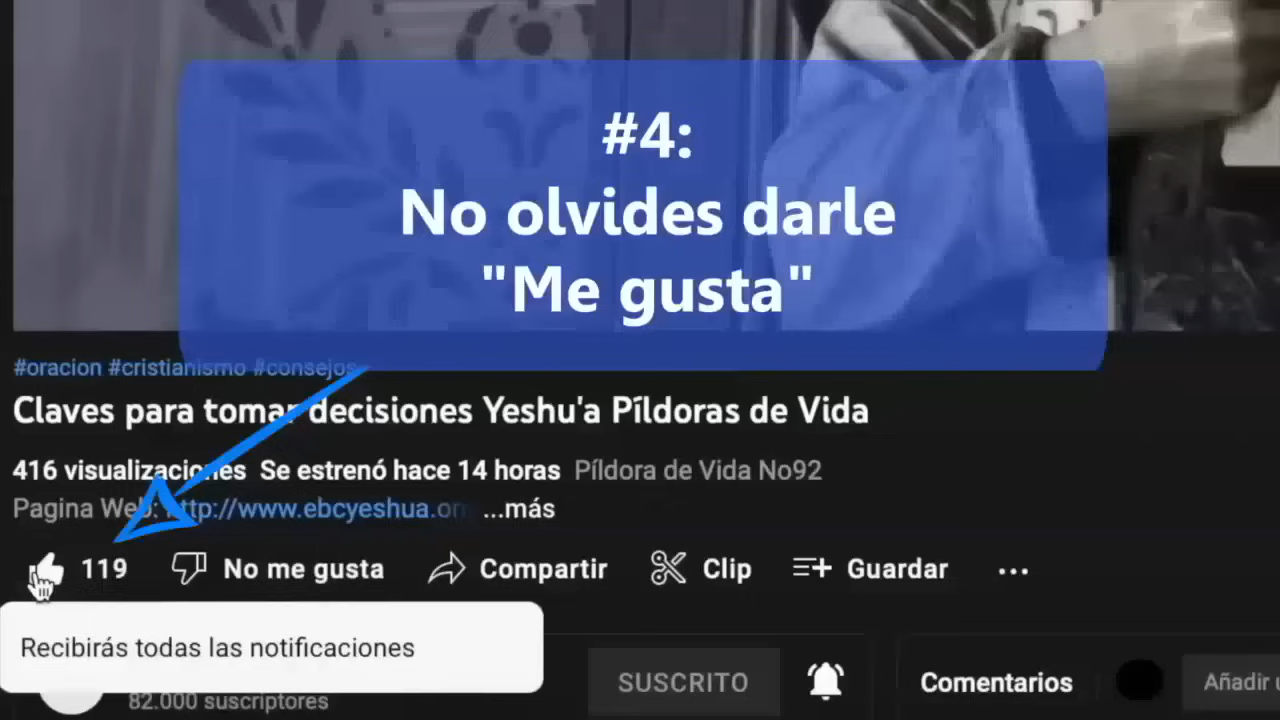 #4:
No olvides darle
"Me gusta"
#oracion #cristianismo #consejos
Claves para tomar decisiones Yeshu'a Píldoras de Vida
416 visualizaciones Se estrenó hace 14 horas Píldora de Vida No92
Pagina Web: http://www.ebcyeshua.or ...más
119 No me gusta Compartir Clip Guardar ...
Recibirás todas las notificaciones
82.000 suscriptores
SUSCRITO
Comentarios
Añadir